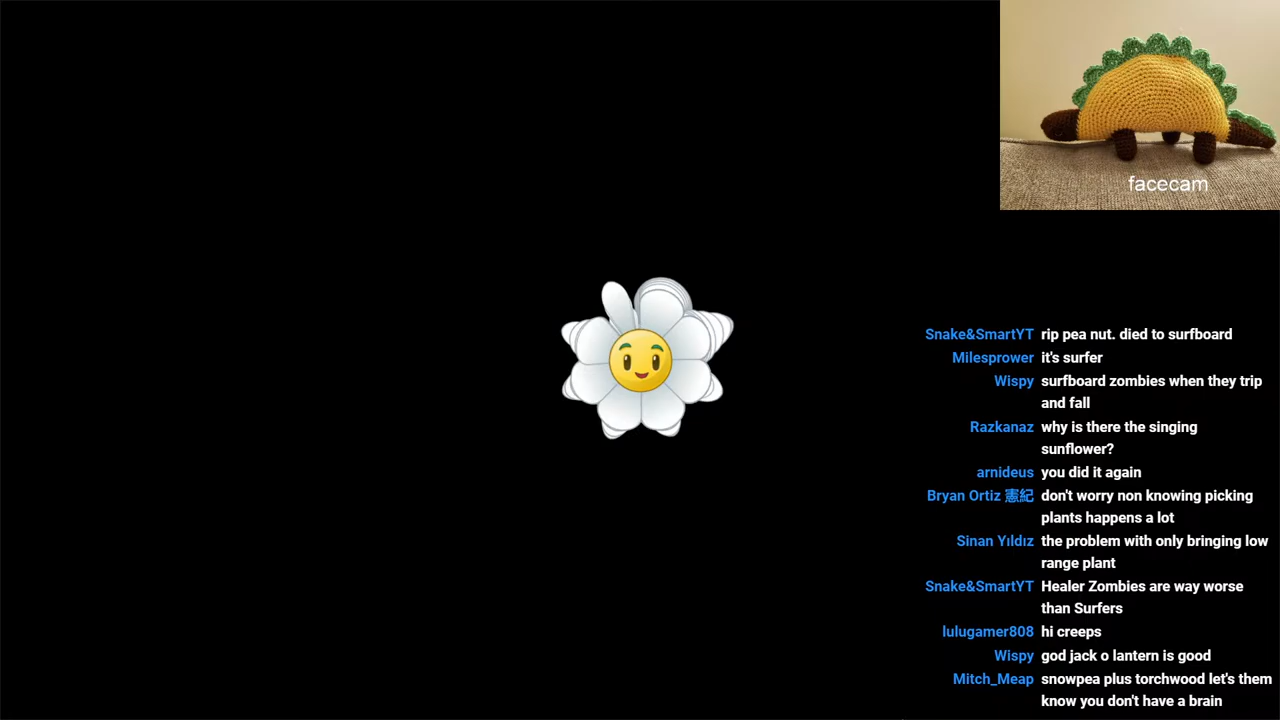 facecam
Snake&SmartYT rip pea nut. died to surfboard
Milesprower it's surfer
Wispy surfboard zombies when they trip
and fall
Razkanaz why is there the singing
sunflower?
arnideus you did it again
Bryan Ortiz 憲紀 don't worry non knowing picking
plants happens a lot
Sinan Yıldız the problem with only bringing low
range plant
Snake&SmartYT Healer Zombies are way worse
than Surfers
lulugamer808 hi creeps
Wispy god jack o lantern is good
Mitch_Meap snowpea plus torchwood let's them
know you don't have a brain